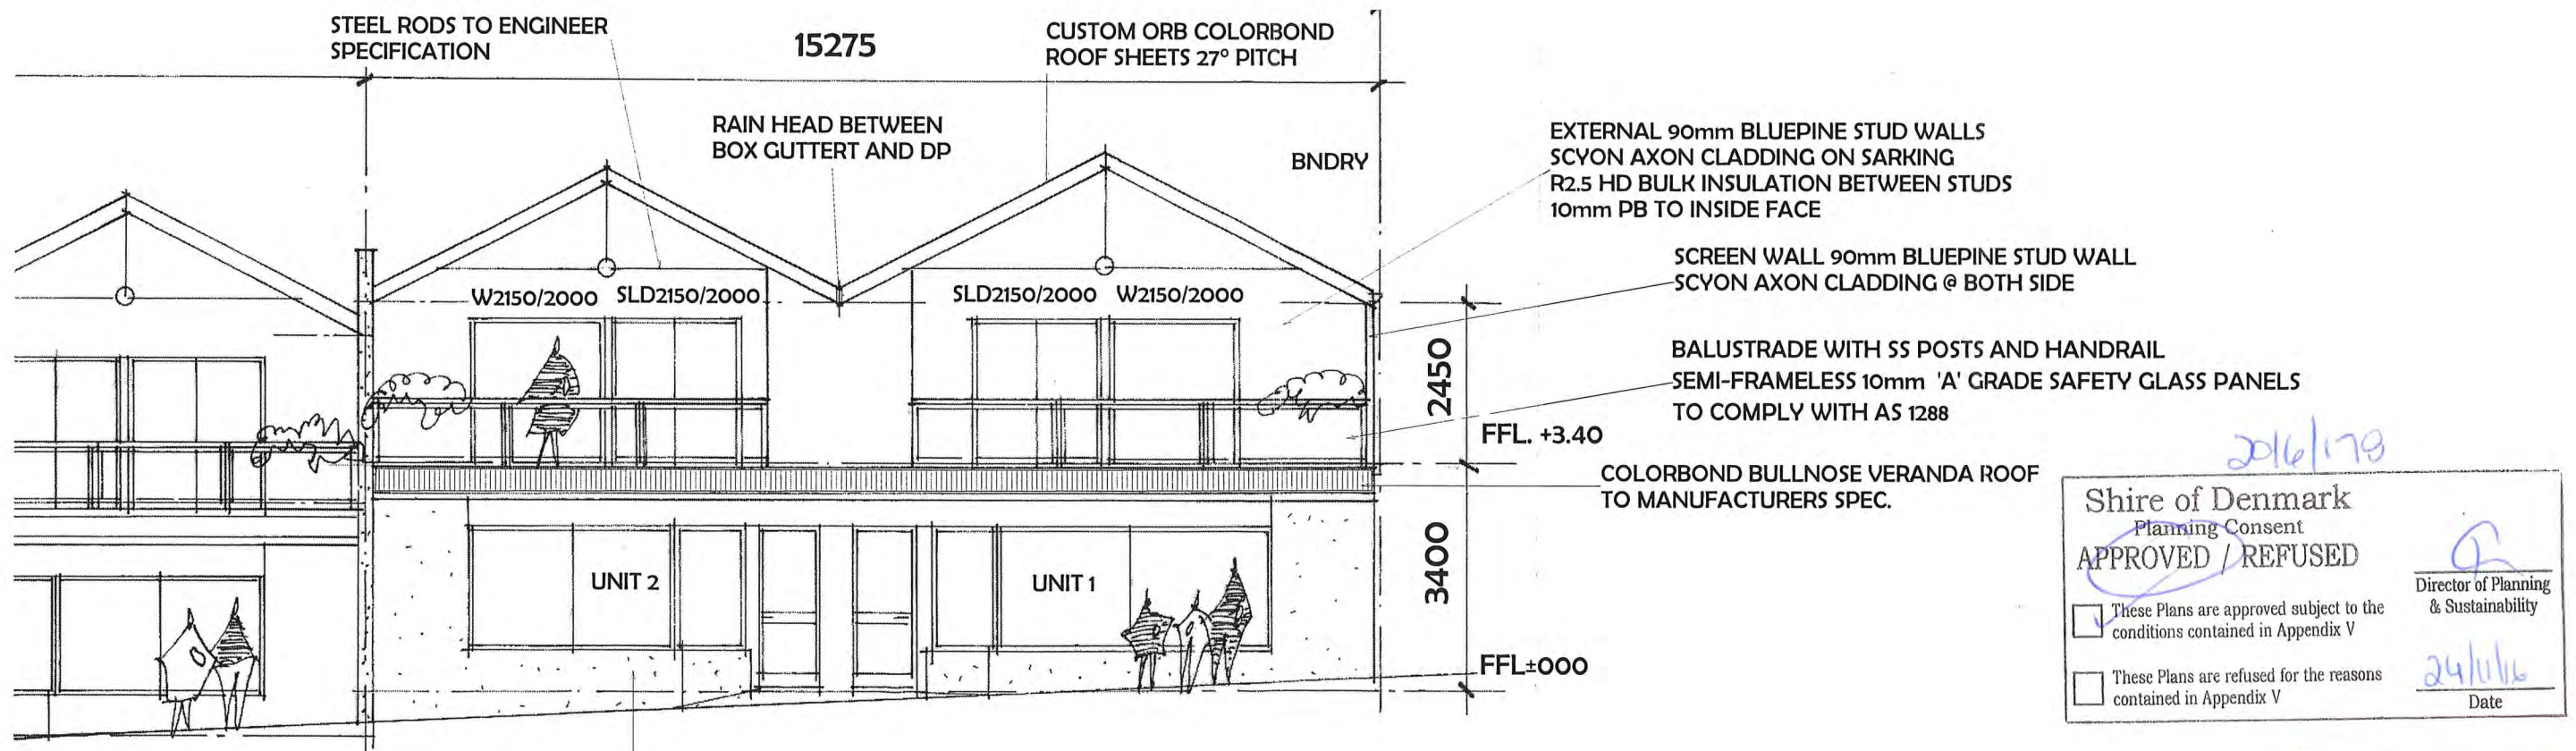 STEEL RODS TO ENGINEER
SPECIFICATION
15275
CUSTOM ORB COLORBOND
ROOF SHEETS 27° PITCH
RAIN HEAD BETWEEN
BOX GUTTERT AND DP
BNDRY
EXTERNAL 90mm BLUEPINE STUD WALLS
SCYON AXON CLADDING ON SARKING
R2.5 HD BULK INSULATION BETWEEN STUDS
10mm PB TO INSIDE FACE
SCREEN WALL 90mm BLUEPINE STUD WALL
SCYON AXON CLADDING @ BOTH SIDE
W2150/2000 SLD2150/2000
SLD2150/2000 W2150/2000
BALUSTRADE WITH SS POSTS AND HANDRAIL
SEMI-FRAMELESS 10mm 'A' GRADE SAFETY GLASS PANELS
TO COMPLY WITH AS 1288
2450
FFL. +3.40
COLORBOND BULLNOSE VERANDA ROOF
TO MANUFACTURERS SPEC.
3400
UNIT 2
UNIT 1
FFL±000
2016/178
Shire of Denmark
Planning Consent
APPROVED / REFUSED
Director of Planning
& Sustainability
These Plans are approved subject to the
conditions contained in Appendix V
These Plans are refused for the reasons
contained in Appendix V
24/11/16
Date